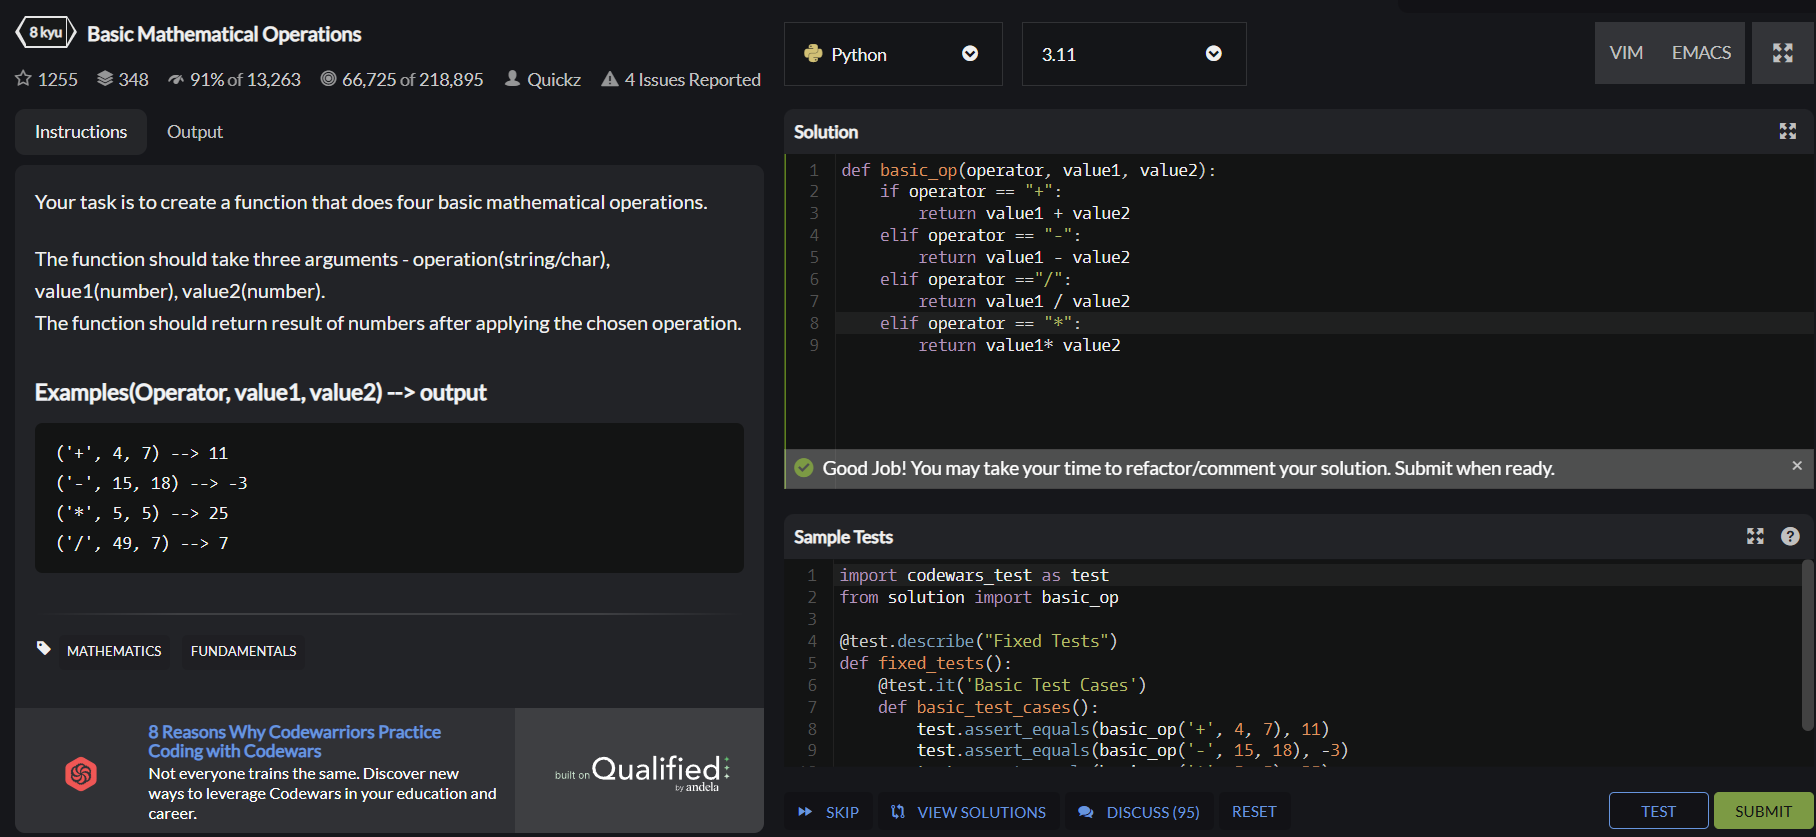 8 kyu
Basic Mathematical Operations
1255 348 91% of 13,263 66,725 of 218,895 Quickz 4 Issues Reported
Instructions Output
Your task is to create a function that does four basic mathematical operations.
The function should take three arguments - operation(string/char),
value1(number), value2(number).
The function should return result of numbers after applying the chosen operation.
Examples(Operator, value1, value2) --> output
('+', 4, 7) --> 11
('-', 15, 18) --> -3
('*', 5, 5) --> 25
('/', 49, 7) --> 7
MATHEMATICS FUNDAMENTALS
8 Reasons Why Codewarriors Practice
Coding with Codewars
Not everyone trains the same. Discover new
ways to leverage Codewars in your education and
career.
built on Qualified
by andela
Python 3.11 VIM EMACS
Solution
1 def basic_op(operator, value1, value2):
2     if operator == "+":
3         return value1 + value2
4     elif operator == "-":
5         return value1 - value2
6     elif operator =="/":
7         return value1 / value2
8     elif operator == "*":
9         return value1* value2
Good Job! You may take your time to refactor/comment your solution. Submit when ready. ×
Sample Tests ?
1 import codewars_test as test
2 from solution import basic_op
3
4 @test.describe("Fixed Tests")
5 def fixed_tests():
6     @test.it('Basic Test Cases')
7     def basic_test_cases():
8         test.assert_equals(basic_op('+', 4, 7), 11)
9         test.assert_equals(basic_op('-', 15, 18), -3)
SKIP VIEW SOLUTIONS DISCUSS (95) RESET TEST SUBMIT